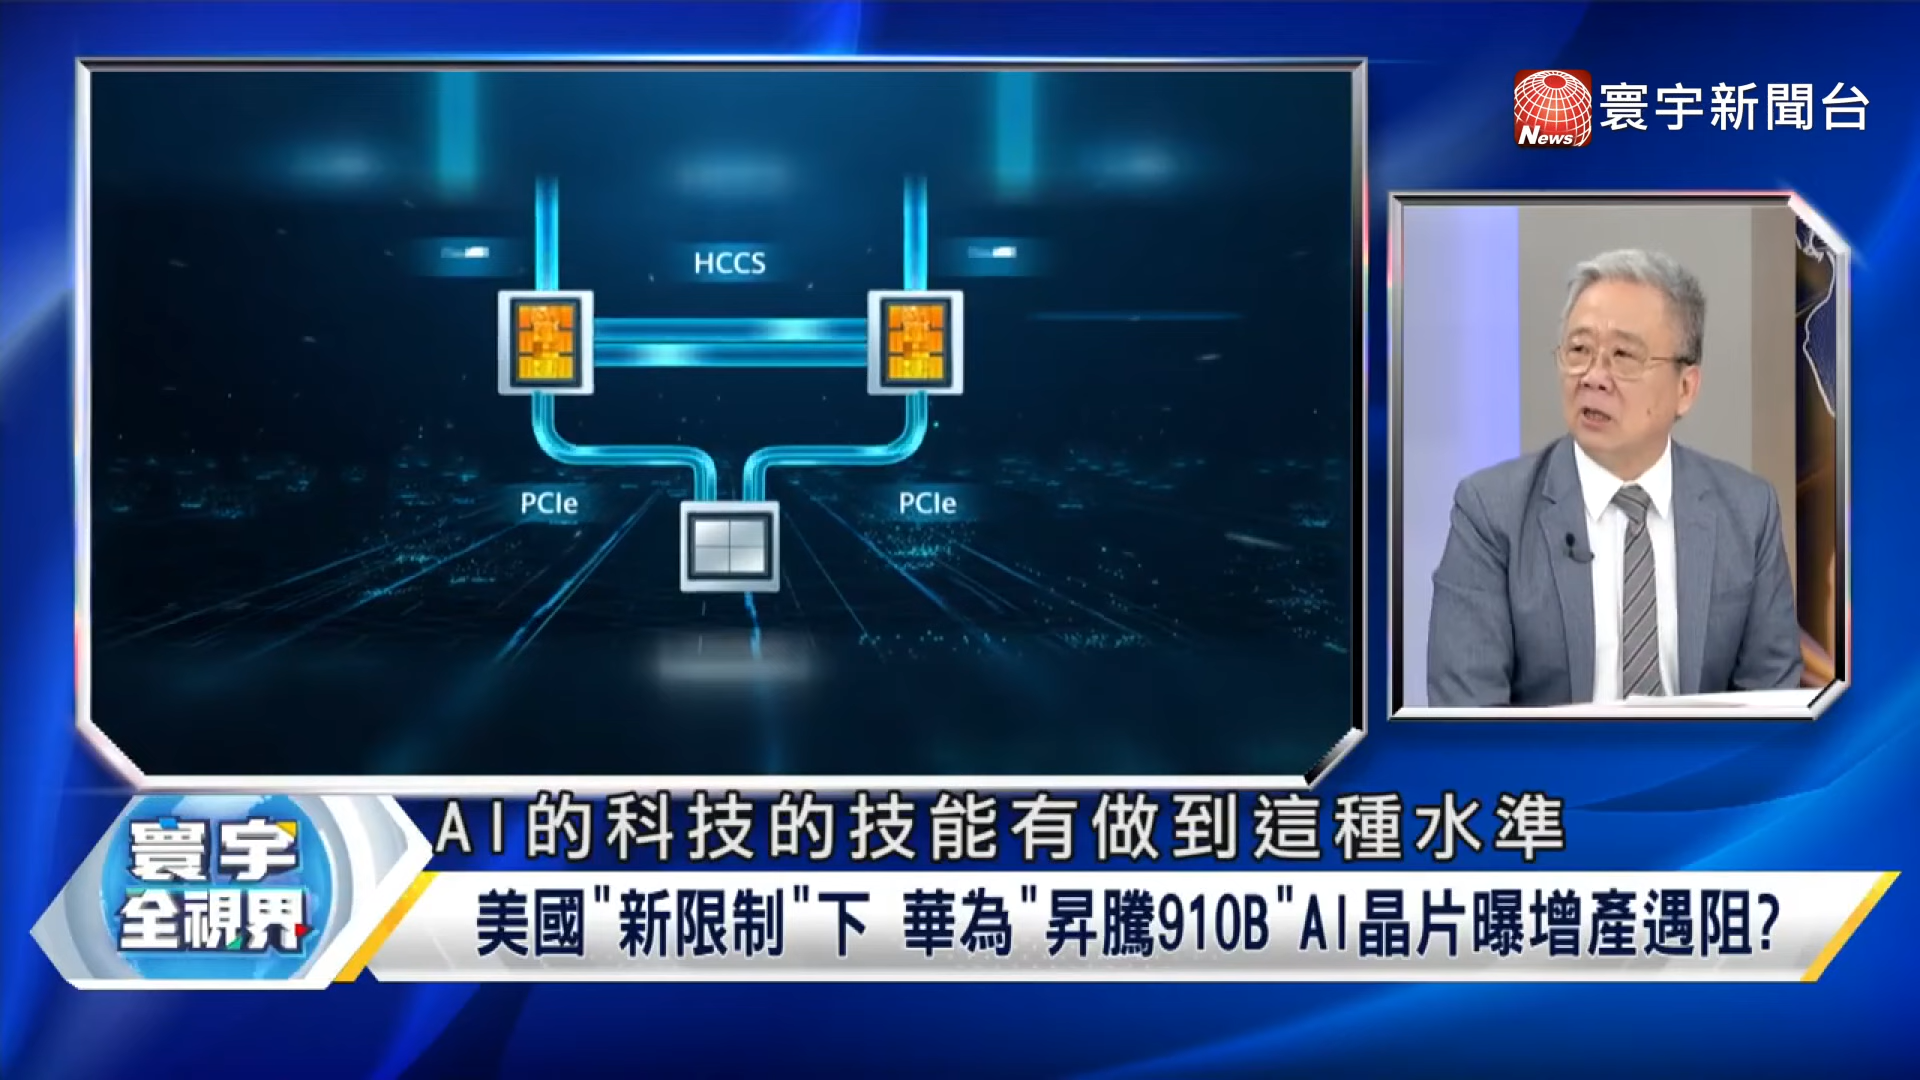 News 寰宇新聞台
HCCS
PCIe
PCIe
AI的科技的技能有做到這種水準
寰宇
全視界
美國"新限制"下 華為"昇騰910B"AI晶片曝增產遇阻?